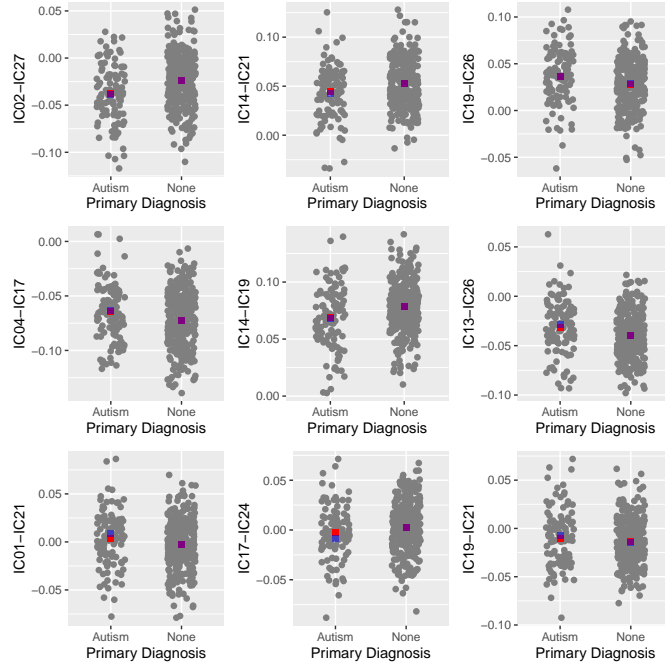 IC02−IC27
0.05
0.00
−0.05
−0.10
Autism
None
Primary Diagnosis
IC14−IC21
0.10
0.05
0.00
Autism
None
Primary Diagnosis
IC19−IC26
0.10
0.05
0.00
−0.05
Autism
None
Primary Diagnosis
IC04−IC17
0.00
−0.05
−0.10
Autism
None
Primary Diagnosis
IC14−IC19
0.10
0.05
0.00
Autism
None
Primary Diagnosis
IC13−IC26
0.05
0.00
−0.05
−0.10
Autism
None
Primary Diagnosis
IC01−IC21
0.05
0.00
−0.05
Autism
None
Primary Diagnosis
IC17−IC24
0.05
0.00
−0.05
Autism
None
Primary Diagnosis
IC19−IC21
0.05
0.00
−0.05
−0.10
Autism
None
Primary Diagnosis